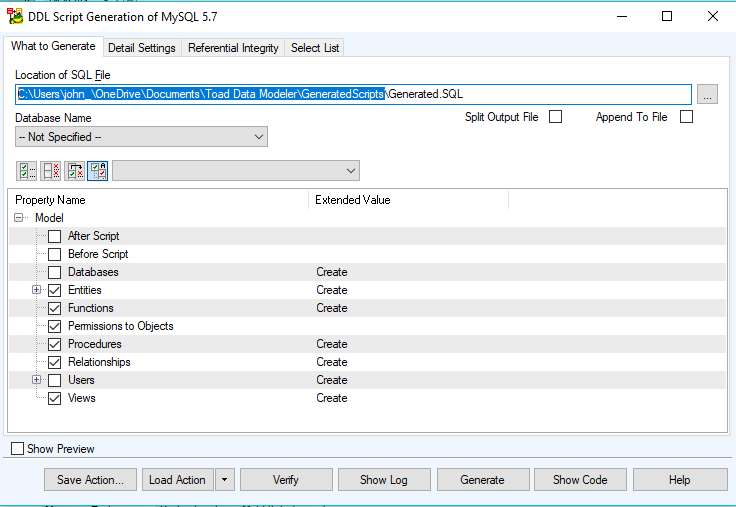 DDL Script Generation of MySQL 5.7
What to Generate Detail Settings Referential Integrity Select List
Location of SQL File
C:\Users\john_\OneDrive\Documents\Toad Data Modeler\GeneratedScripts\Generated.SQL ...
Database Name Split Output File Append To File
-- Not Specified --
Property Name Extended Value
Model
After Script
Before Script
Databases Create
Entities Create
Functions Create
Permissions to Objects
Procedures Create
Relationships Create
Users Create
Views Create
Show Preview
Save Action... Load Action Verify Show Log Generate Show Code Help